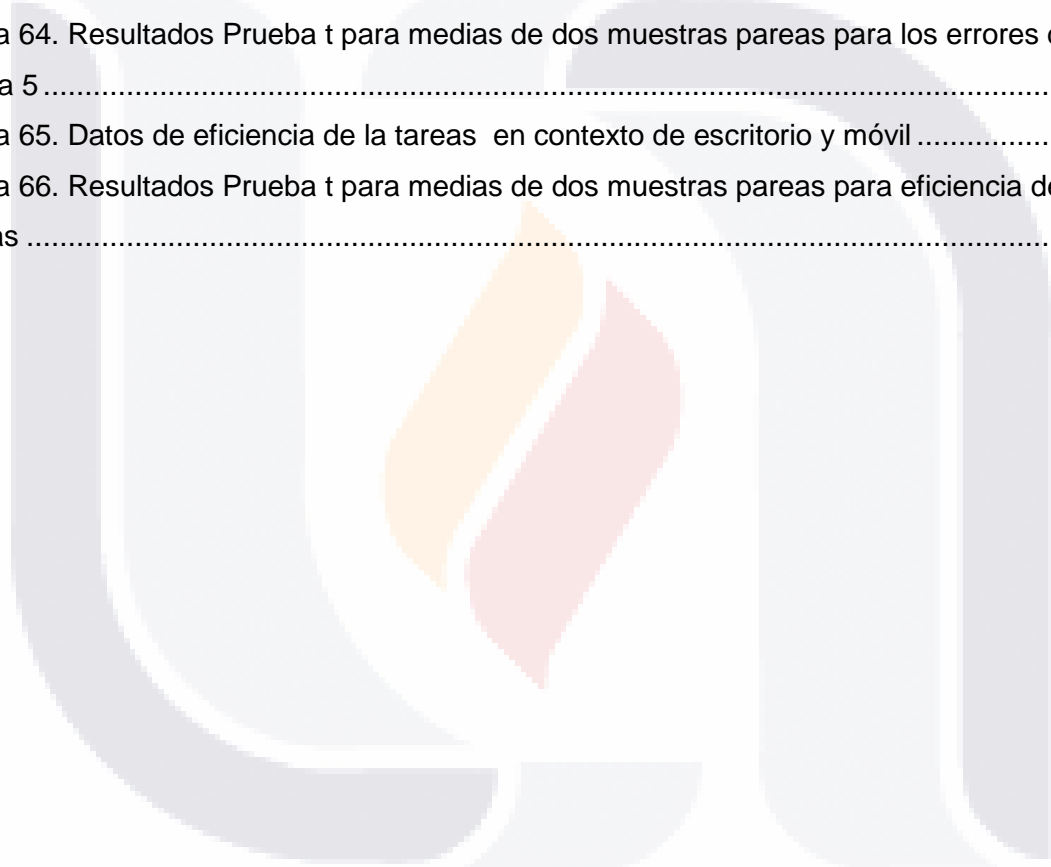 a 64. Resultados Prueba t para medias de dos muestras pareas para los errores
a 5 ........................................................................................................................
a 65. Datos de eficiencia de la tareas  en contexto de escritorio y móvil ................
a 66. Resultados Prueba t para medias de dos muestras pareas para eficiencia de
as ..........................................................................................................................